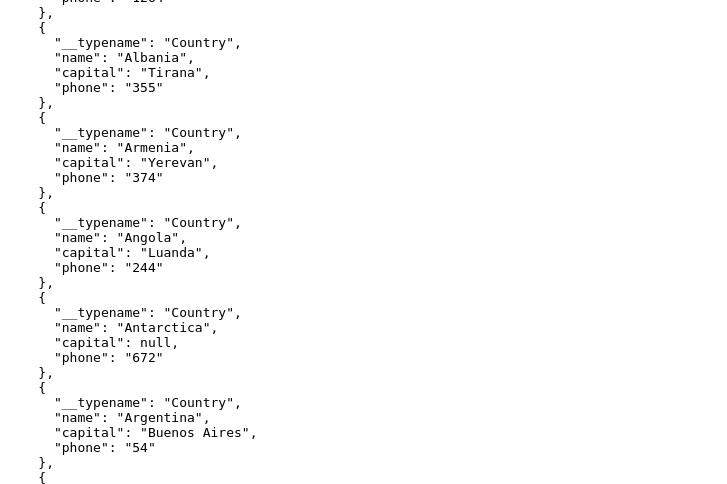 },
{
"__typename": "Country",
"name": "Albania",
"capital": "Tirana",
"phone": "355"
},
{
"__typename": "Country",
"name": "Armenia",
"capital": "Yerevan",
"phone": "374"
},
{
"__typename": "Country",
"name": "Angola",
"capital": "Luanda",
"phone": "244"
},
{
"__typename": "Country",
"name": "Antarctica",
"capital": null,
"phone": "672"
},
{
"__typename": "Country",
"name": "Argentina",
"capital": "Buenos Aires",
"phone": "54"
},
{